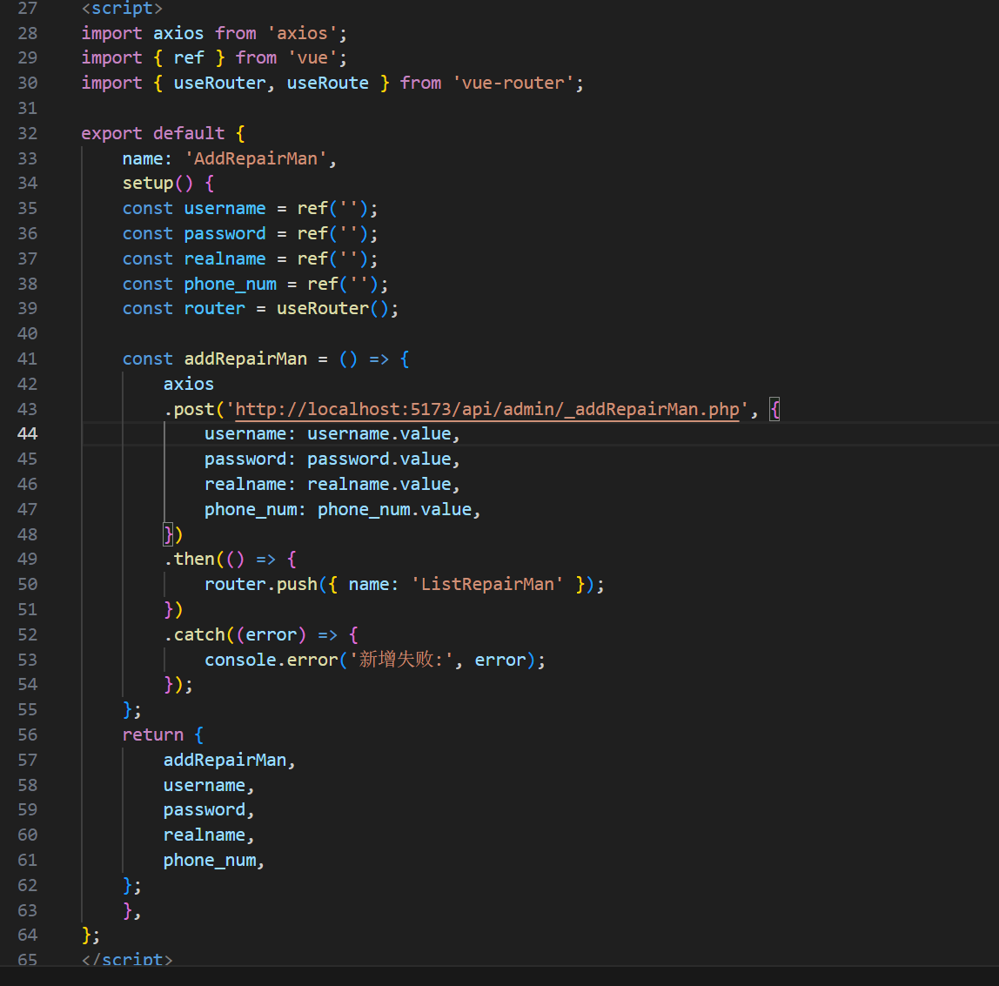 27 <script>
28 import axios from 'axios';
29 import { ref } from 'vue';
30 import { useRouter, useRoute } from 'vue-router';
31
32 export default {
33     name: 'AddRepairMan',
34     setup() {
35     const username = ref('');
36     const password = ref('');
37     const realname = ref('');
38     const phone_num = ref('');
39     const router = useRouter();
40
41     const addRepairMan = () => {
42         axios
43         .post('http://localhost:5173/api/admin/_addRepairMan.php', {
44             username: username.value,
45             password: password.value,
46             realname: realname.value,
47             phone_num: phone_num.value,
48         })
49         .then(() => {
50             router.push({ name: 'ListRepairMan' });
51         })
52         .catch((error) => {
53             console.error('新增失败:', error);
54         });
55     };
56     return {
57         addRepairMan,
58         username,
59         password,
60         realname,
61         phone_num,
62     };
63     },
64 };
65 </script>